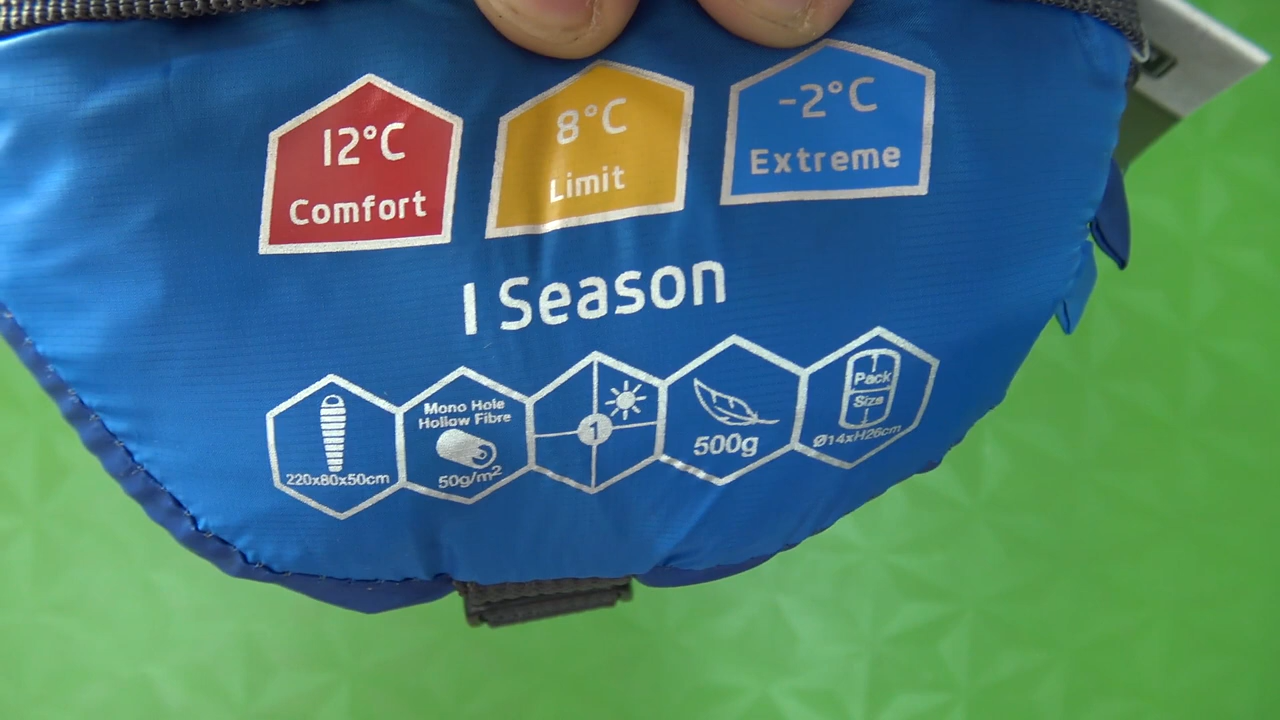 12°C
Comfort
8°C
Limit
-2°C
Extreme
1 Season
220x80x50cm
Mono Hole
Hollow Fibre
50g/m²
1
500g
Pack
Size
Ø14xH26cm